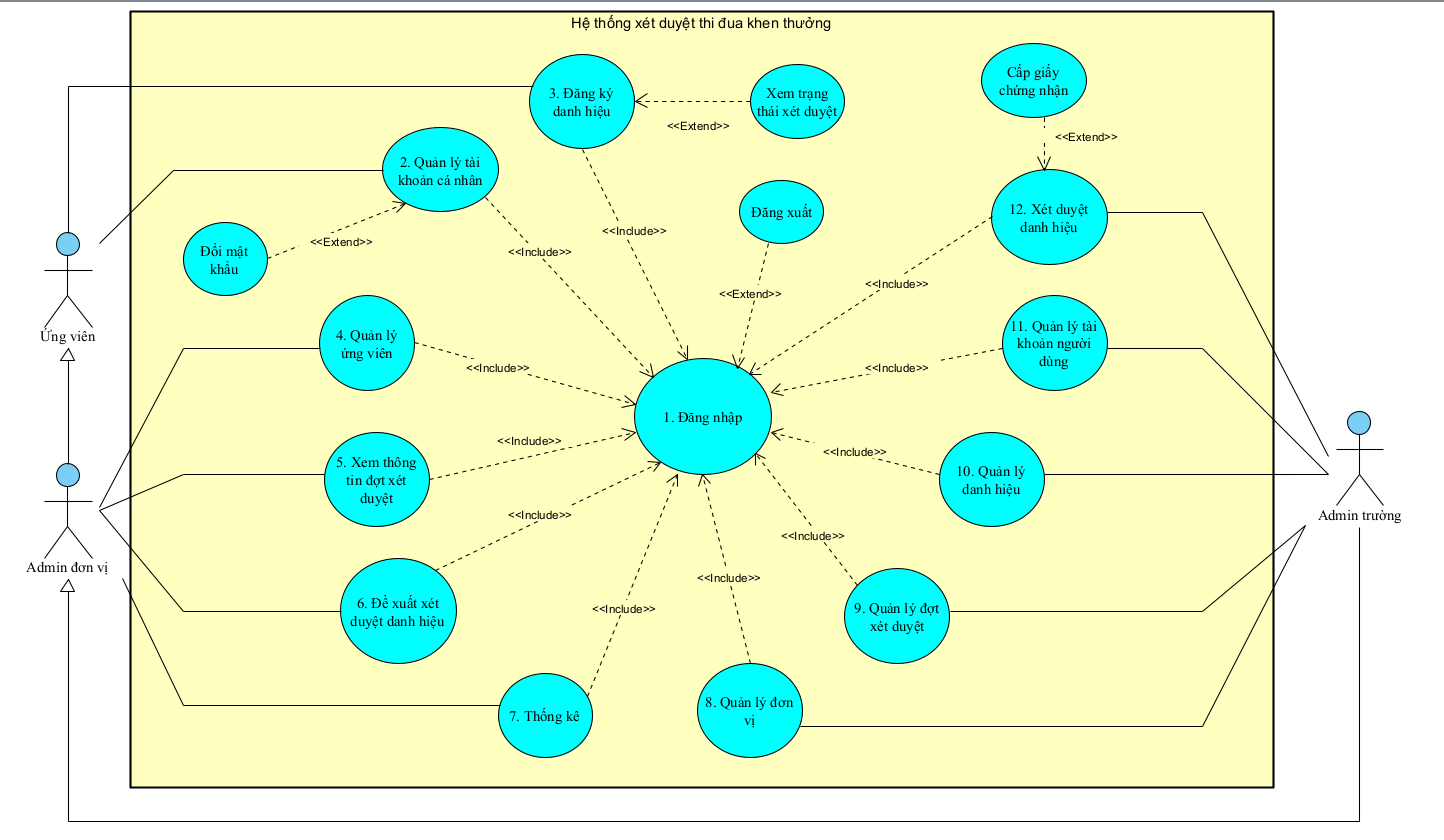 Hệ thống xét duyệt thi đua khen thưởng
3. Đăng ký
danh hiệu
Xem trạng
thái xét duyệt
<<Extend>>
Cấp giấy
chứng nhận
<<Extend>>
2. Quản lý tài
khoản cá nhân
Đổi mật
khẩu
<<Extend>>
<<Include>>
<<Include>>
Đăng xuất
<<Extend>>
12. Xét duyệt
danh hiệu
<<Include>>
Ứng viên
4. Quản lý
ứng viên
<<Include>>
11. Quản lý tài
khoản người
dùng
<<Include>>
1. Đăng nhập
5. Xem thông
tin đợt xét
duyệt
<<Include>>
10. Quản lý
danh hiệu
<<Include>>
Admin trường
Admin đơn vị
6. Đề xuất xét
duyệt danh hiệu
<<Include>>
9. Quản lý đợt
xét duyệt
<<Include>>
7. Thống kê
<<Include>>
8. Quản lý đơn
vị
<<Include>>